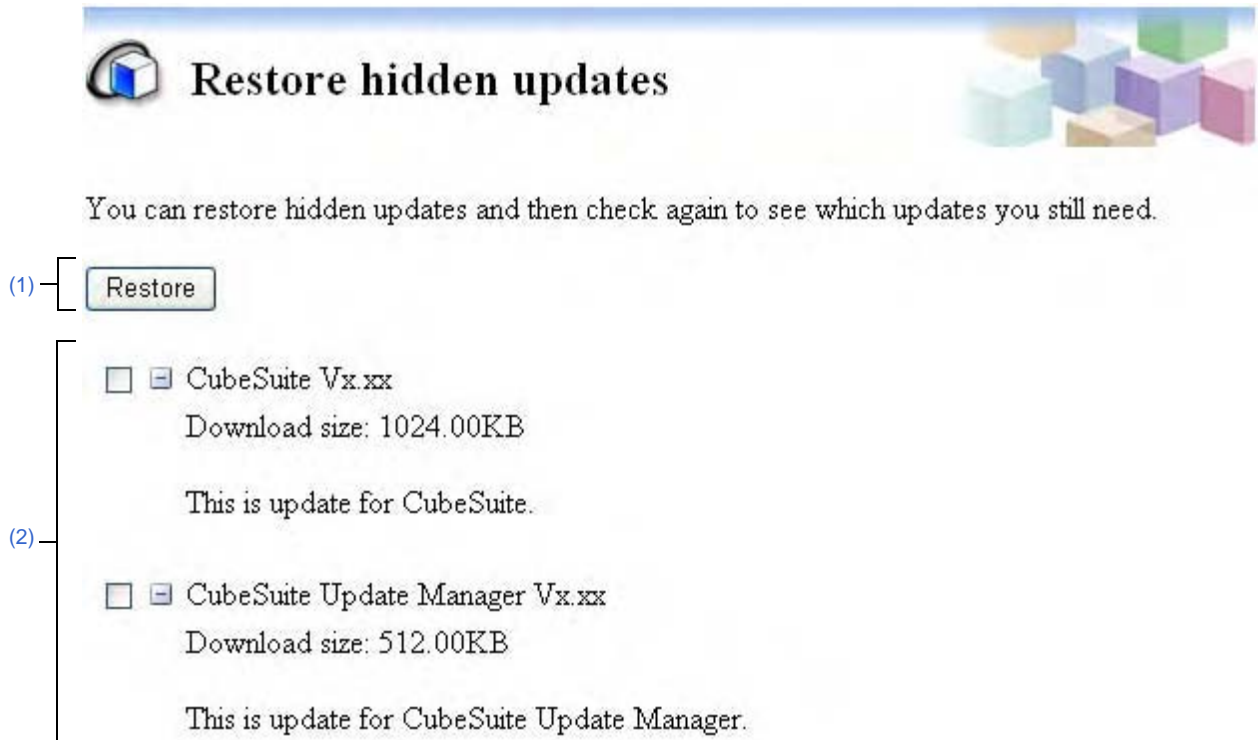 Restore hidden updates
You can restore hidden updates and then check again to see which updates you still need.
(1)
Restore
(2)
CubeSuite Vx.xx
Download size: 1024.00KB
This is update for CubeSuite.
CubeSuite Update Manager Vx.xx
Download size: 512.00KB
This is update for CubeSuite Update Manager.